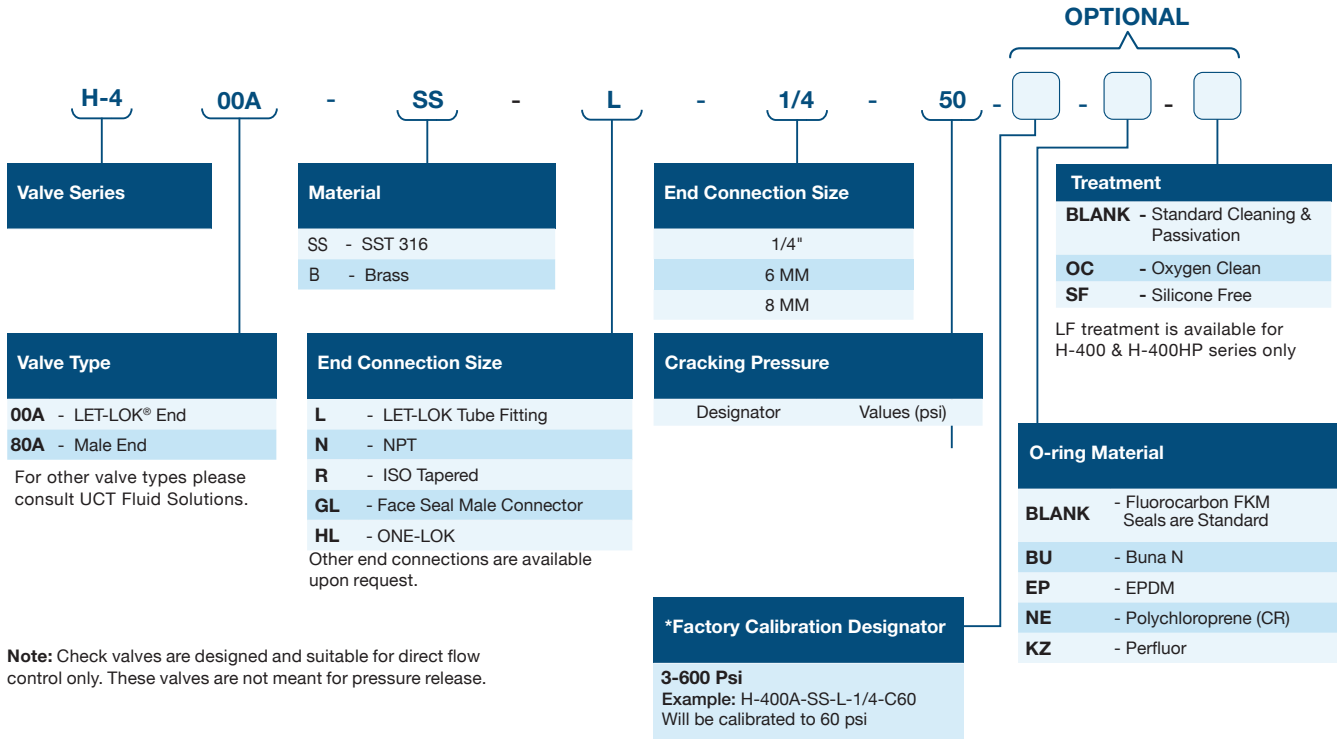 OPTIONAL
H-4 00A - SS - L - 1/4 - 50 - - -
Valve Series
Material
SS - SST 316
B - Brass
End Connection Size
1/4"
6 MM
8 MM
Treatment
BLANK - Standard Cleaning &
Passivation
OC - Oxygen Clean
SF - Silicone Free
LF treatment is available for
H-400 & H-400HP series only
Valve Type
00A - LET-LOK® End
80A - Male End
For other valve types please
consult UCT Fluid Solutions.
End Connection Size
L - LET-LOK Tube Fitting
N - NPT
R - ISO Tapered
GL - Face Seal Male Connector
HL - ONE-LOK
Other end connections are available
upon request.
Cracking Pressure
Designator Values (psi)
O-ring Material
BLANK - Fluorocarbon FKM
Seals are Standard
BU - Buna N
EP - EPDM
NE - Polychloroprene (CR)
KZ - Perfluor
*Factory Calibration Designator
3-600 Psi
Example: H-400A-SS-L-1/4-C60
Will be calibrated to 60 psi
Note: Check valves are designed and suitable for direct flow
control only. These valves are not meant for pressure release.